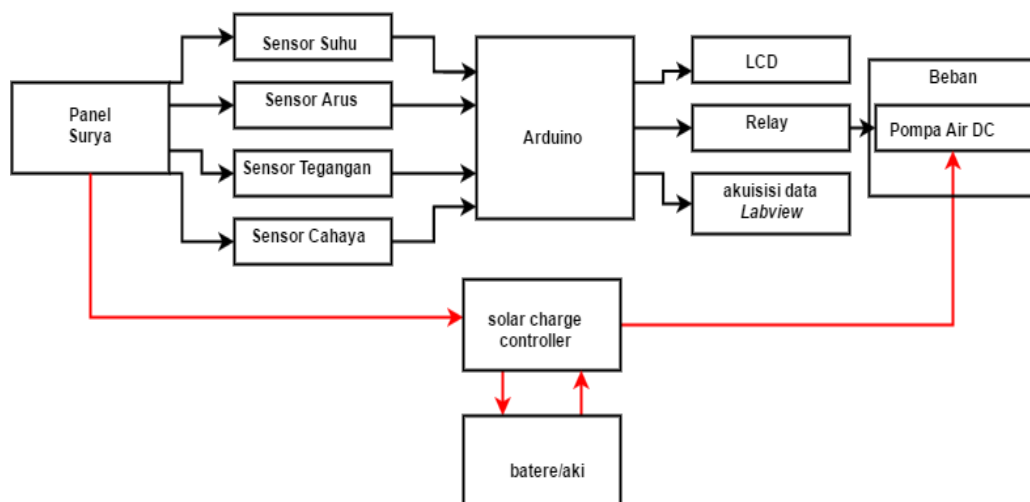 Panel
Surya
Sensor Suhu
Sensor Arus
Sensor Tegangan
Sensor Cahaya
Arduino
LCD
Relay
akuisisi data
Labview
Beban
Pompa Air DC
solar charge
controller
batere/aki